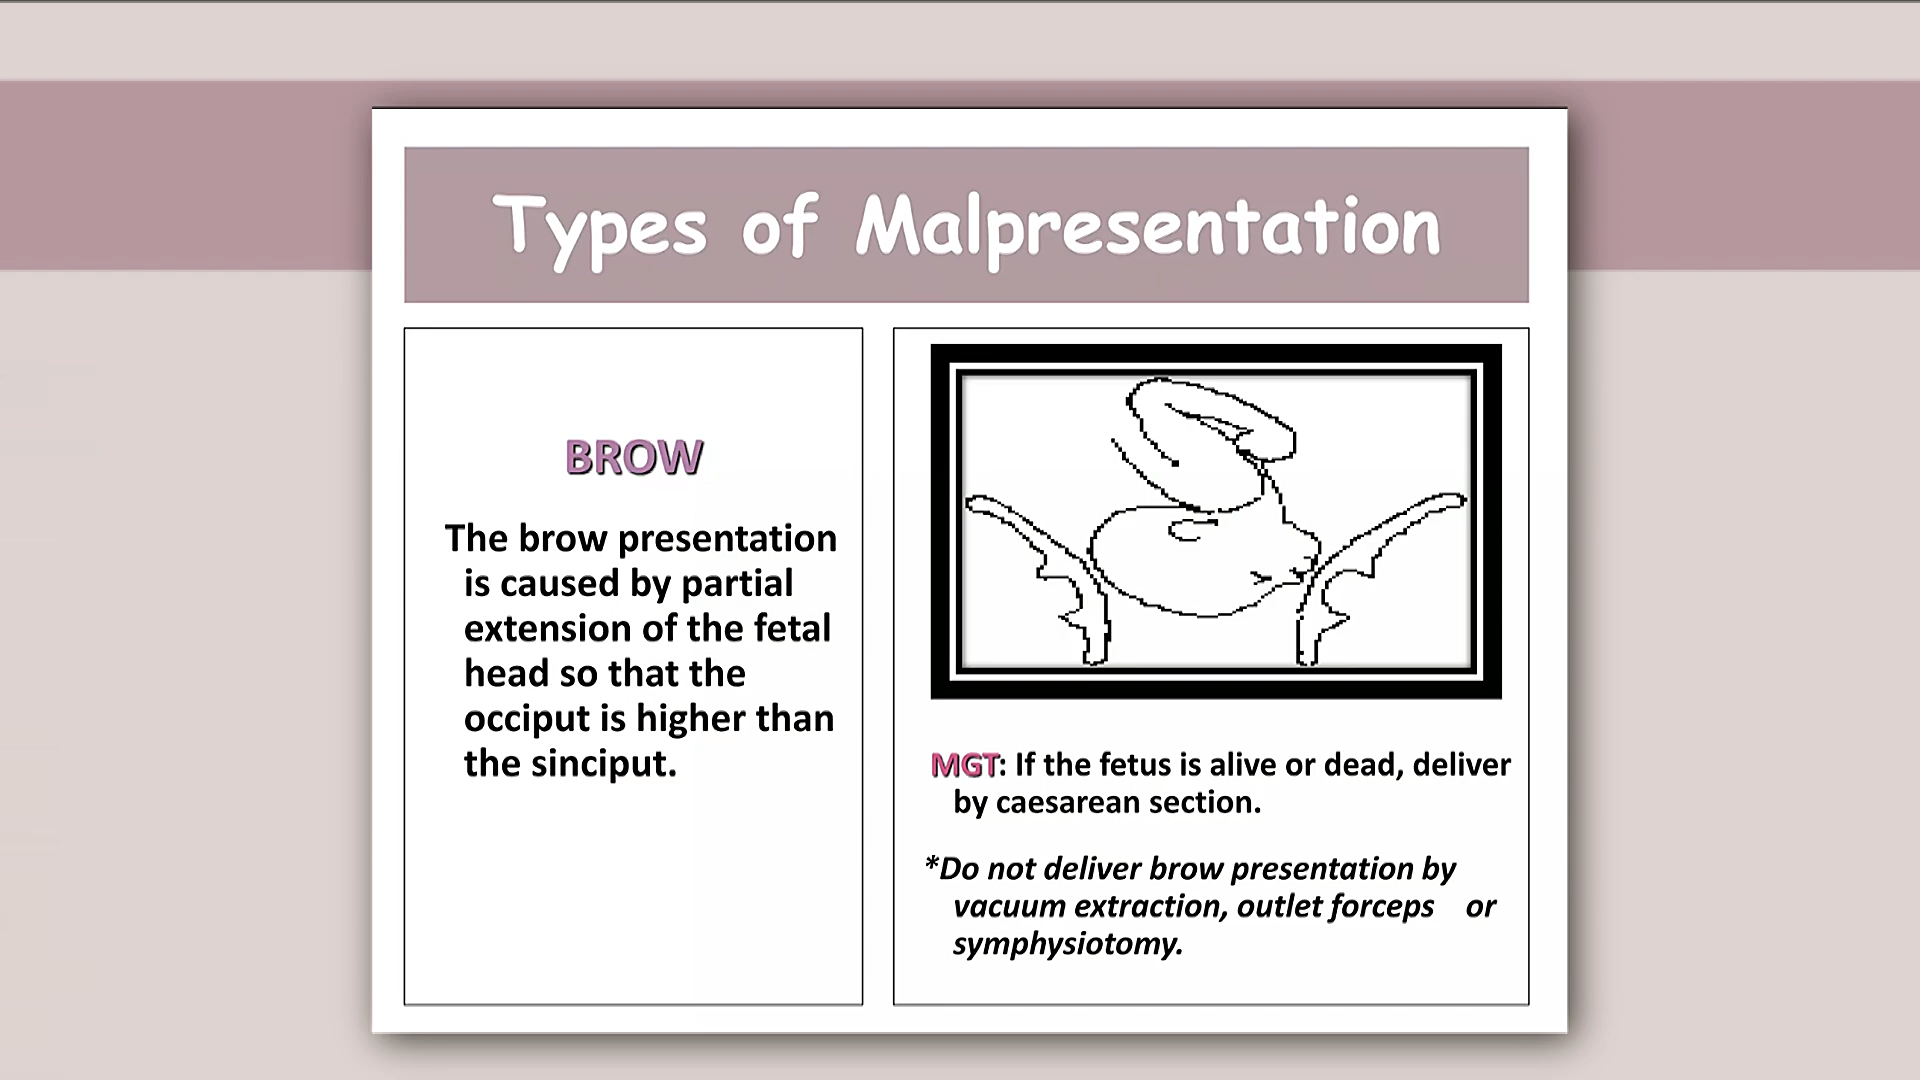 Types of Malpresentation
BROW
The brow presentation
is caused by partial
extension of the fetal
head so that the
occiput is higher than
the sinciput.
MGT: If the fetus is alive or dead, deliver
by caesarean section.
*Do not deliver brow presentation by
vacuum extraction, outlet forceps or
symphysiotomy.